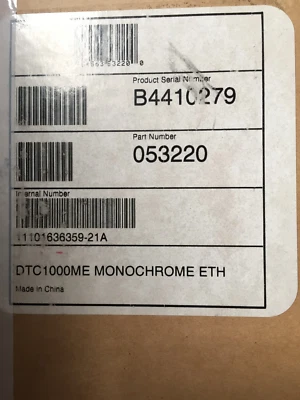 Product Serial Number
B4410279
Part Number
053220
Internal Number
11101636359-21A
DTC1000ME MONOCHROME ETH
Made in China